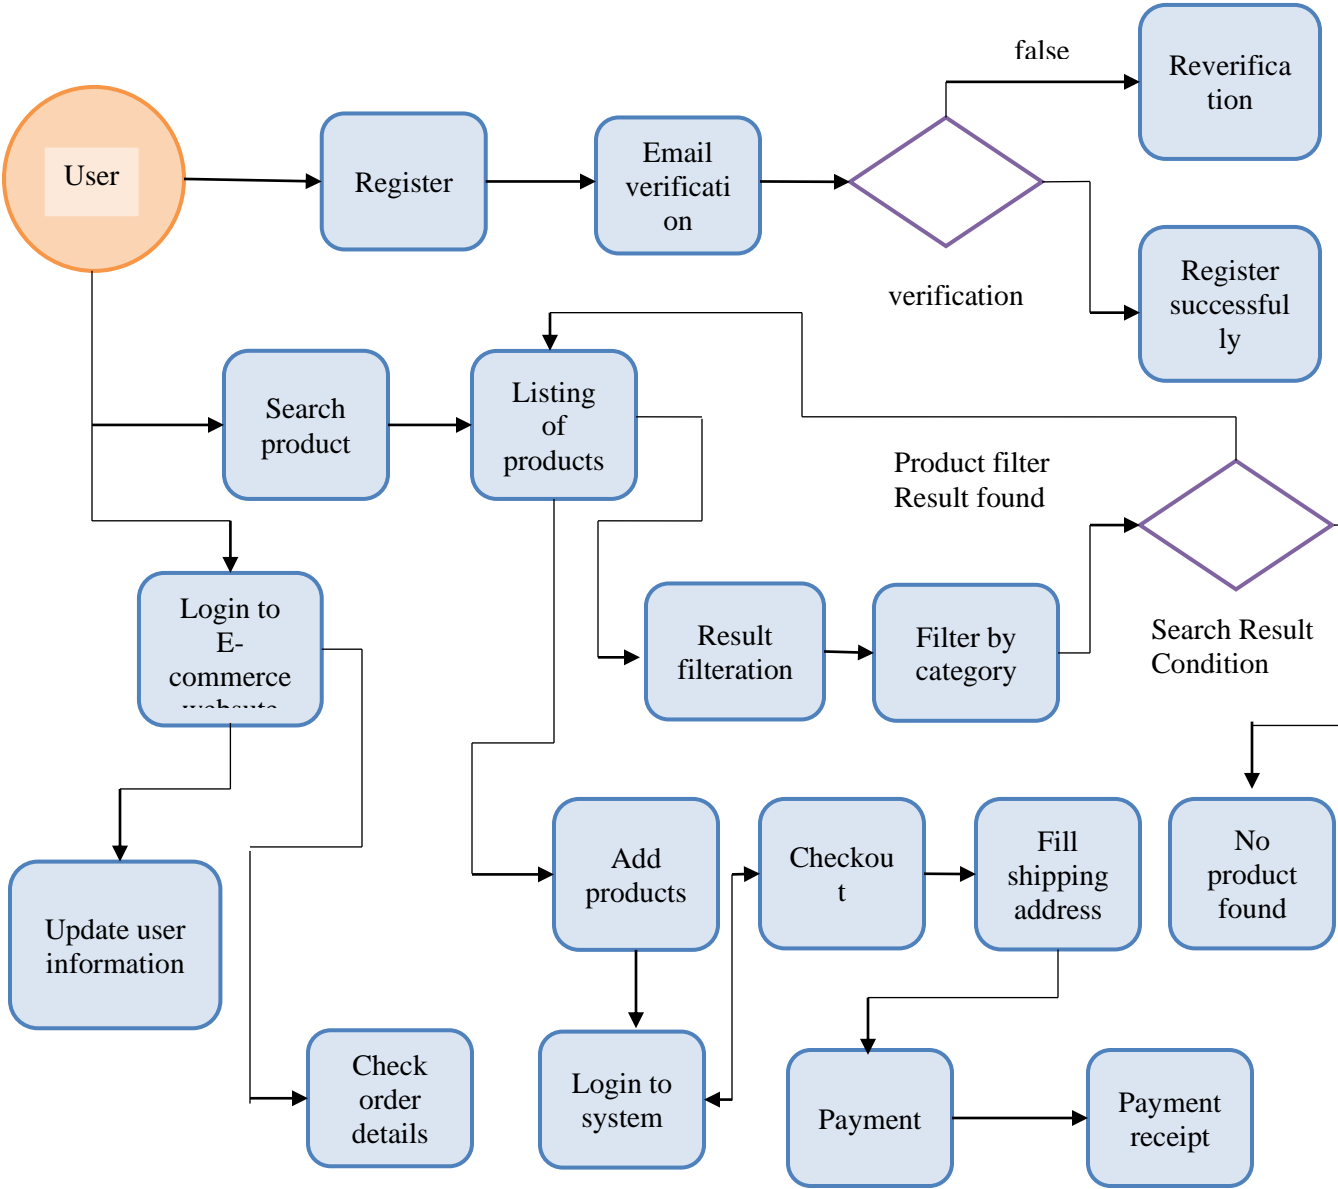 false
Reverifica
tion
User
Register
Email
verificati
on
verification
Register
successful
ly
Search
product
Listing
of
products
Product filter
Result found
Login to
E-
commerce
websute
Result
filteration
Filter by
category
Search Result
Condition
Add
products
Checkou
t
Fill
shipping
address
No
product
found
Update user
information
Check
order
details
Login to
system
Payment
Payment
receipt